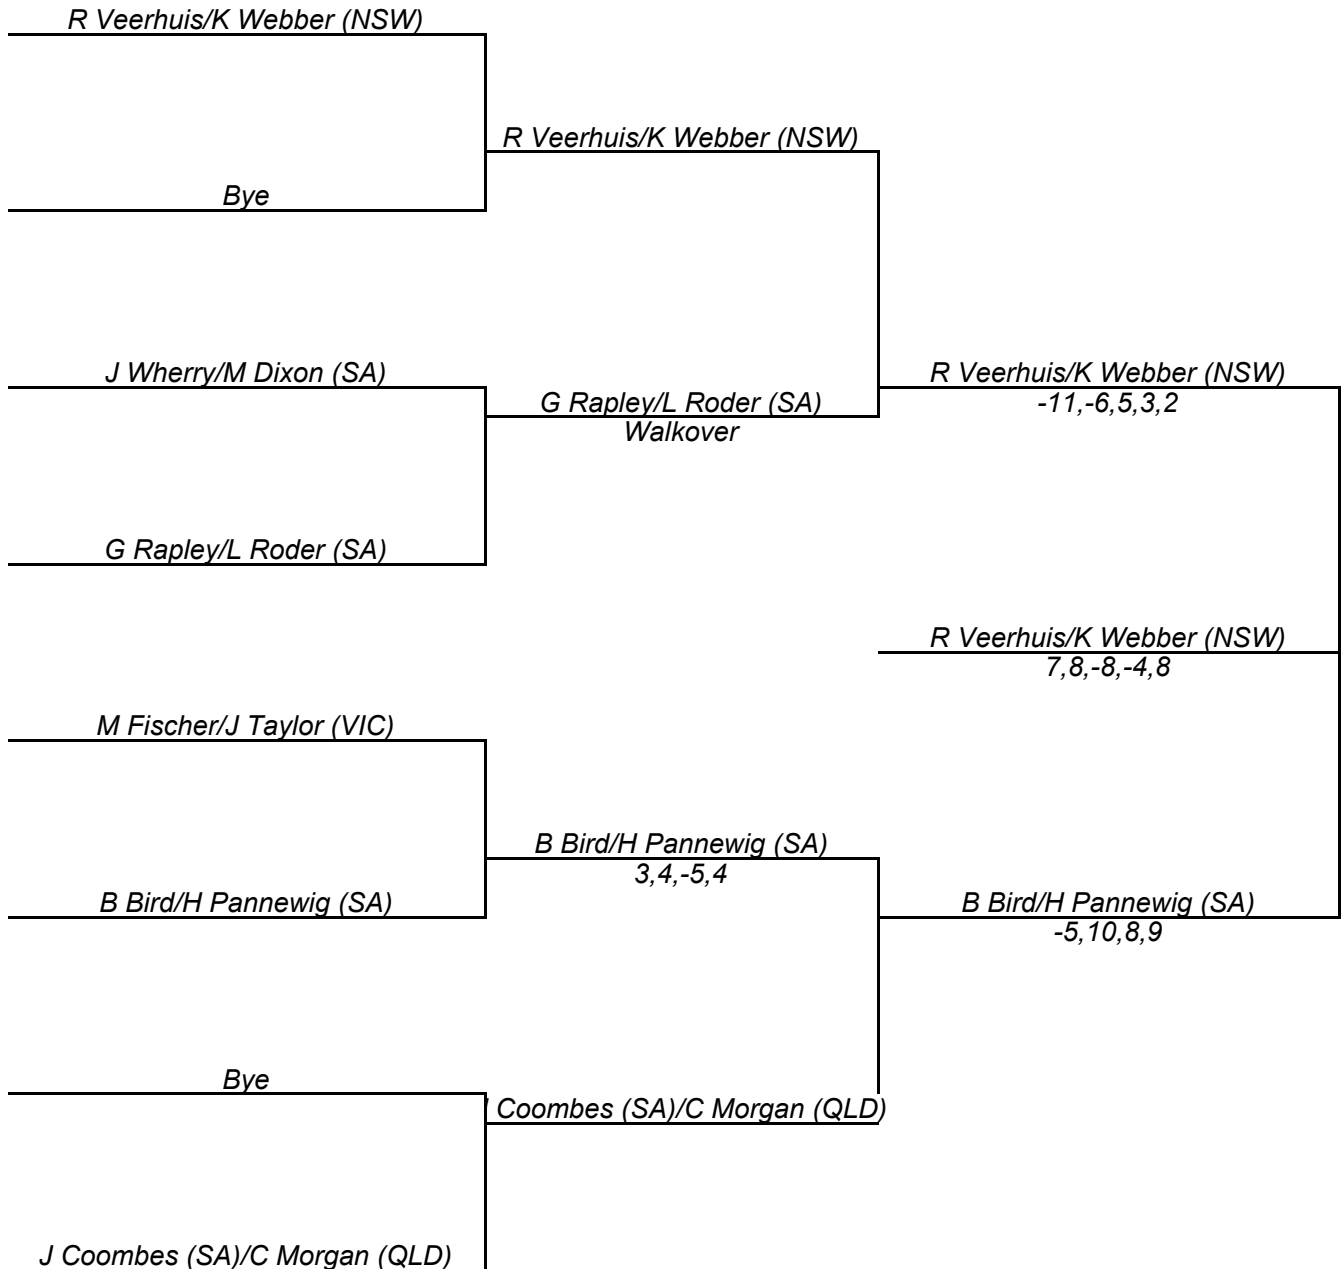 R Veerhuis/K Webber (NSW)
R Veerhuis/K Webber (NSW)
Bye
J Wherry/M Dixon (SA)
R Veerhuis/K Webber (NSW)
-11,-6,5,3,2
G Rapley/L Roder (SA)
Walkover
G Rapley/L Roder (SA)
R Veerhuis/K Webber (NSW)
7,8,-8,-4,8
M Fischer/J Taylor (VIC)
B Bird/H Pannewig (SA)
3,4,-5,4
B Bird/H Pannewig (SA)
B Bird/H Pannewig (SA)
-5,10,8,9
Bye
Coombes (SA)/C Morgan (QLD)
J Coombes (SA)/C Morgan (QLD)